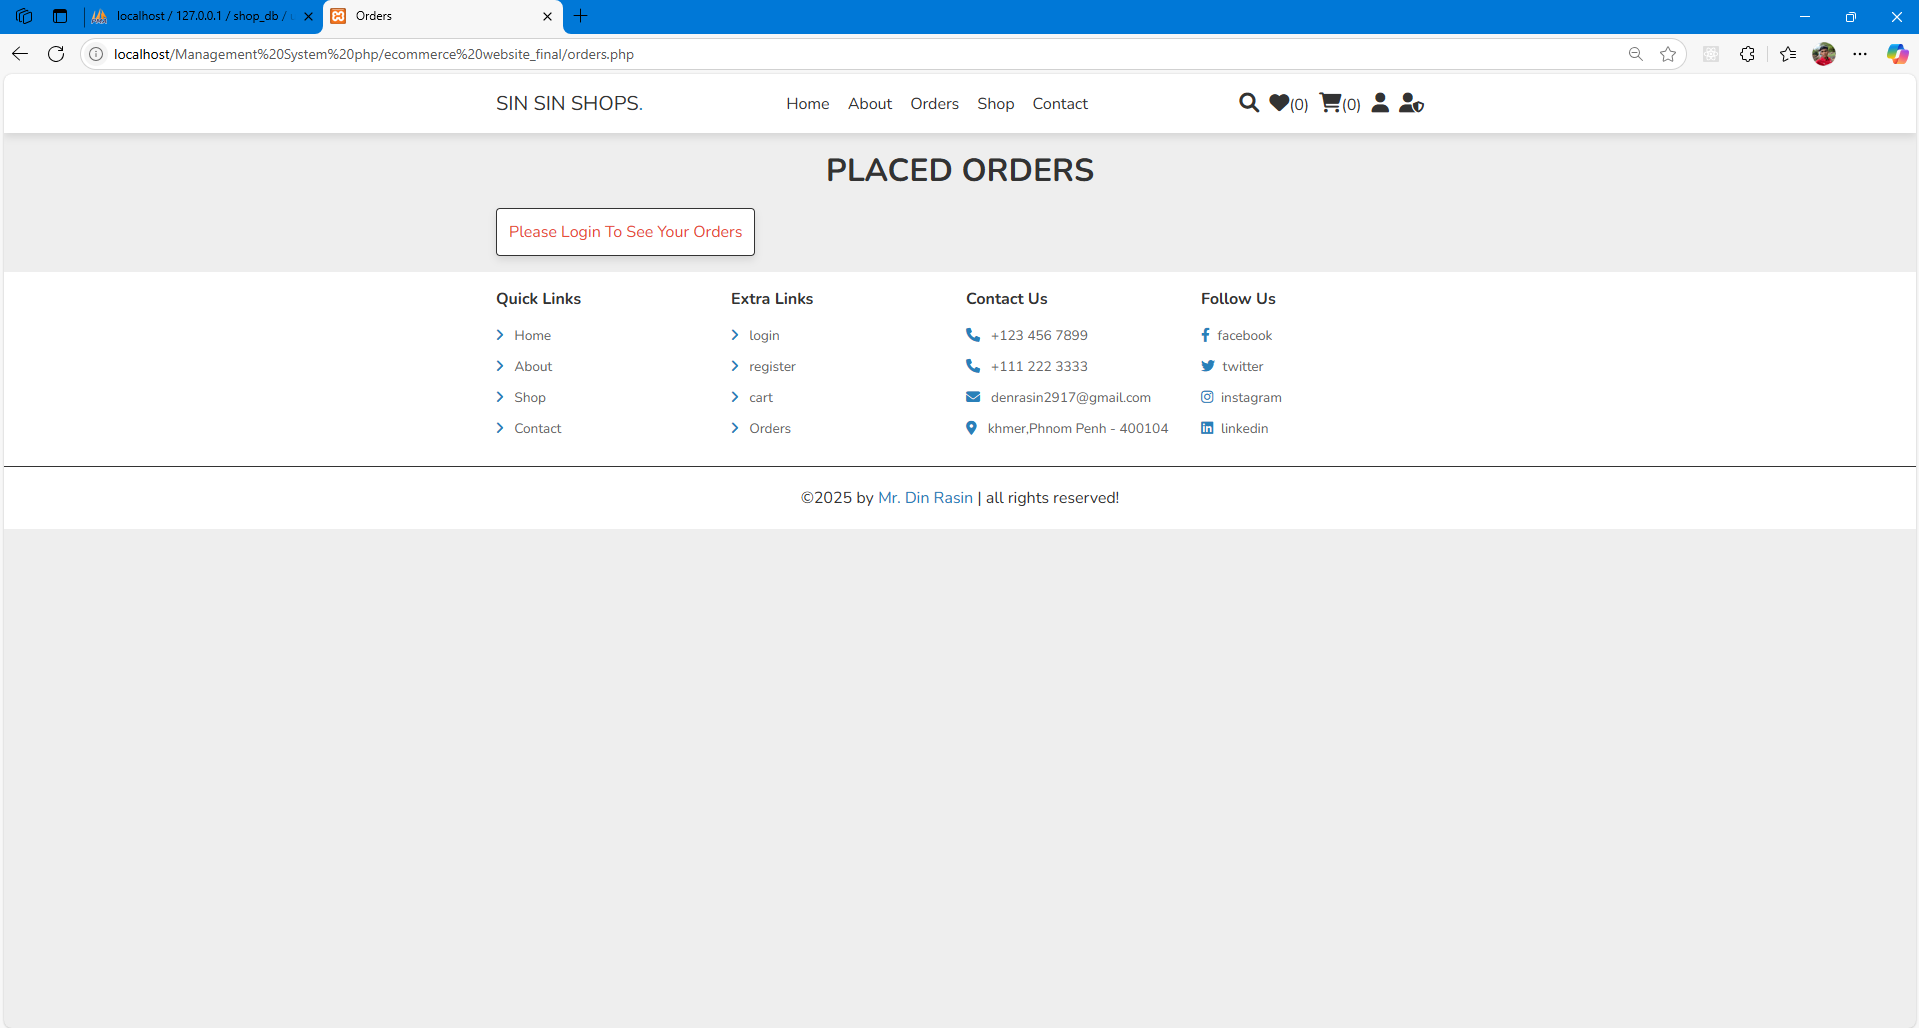 localhost / 127.0.0.1 / shop_db /
Orders
localhost/Management%20System%20php/ecommerce%20website_final/orders.php
SIN SIN SHOPS.
Home About Orders Shop Contact
(0) (0)
PLACED ORDERS
Please Login To See Your Orders
Quick Links
Home
About
Shop
Contact
Extra Links
login
register
cart
Orders
Contact Us
+123 456 7899
+111 222 3333
denrasin2917@gmail.com
khmer,Phnom Penh - 400104
Follow Us
facebook
twitter
instagram
linkedin
©2025 by Mr. Din Rasin | all rights reserved!